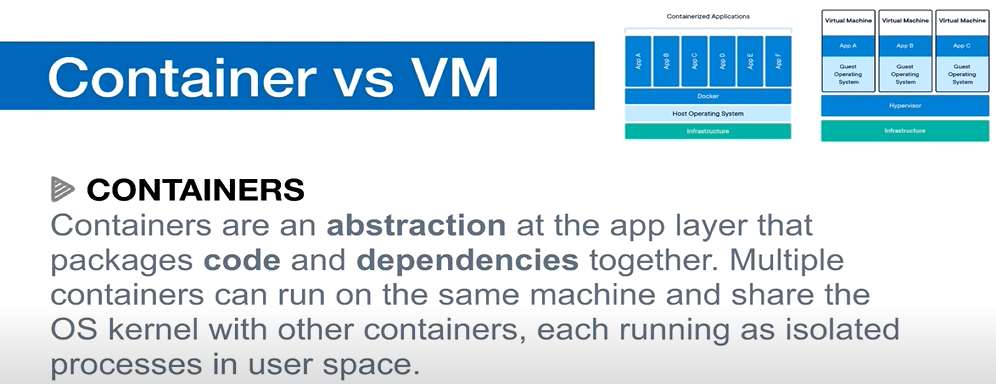 Container vs VM
Containerized Applications
App A
App B
App C
App D
App E
App F
Docker
Host Operating System
Infrastructure
Virtual Machine
App A
Guest
Operating
System
Virtual Machine
App B
Guest
Operating
System
Virtual Machine
App C
Guest
Operating
System
Hypervisor
Infrastructure
CONTAINERS
Containers are an abstraction at the app layer that
packages code and dependencies together. Multiple
containers can run on the same machine and share the
OS kernel with other containers, each running as isolated
processes in user space.